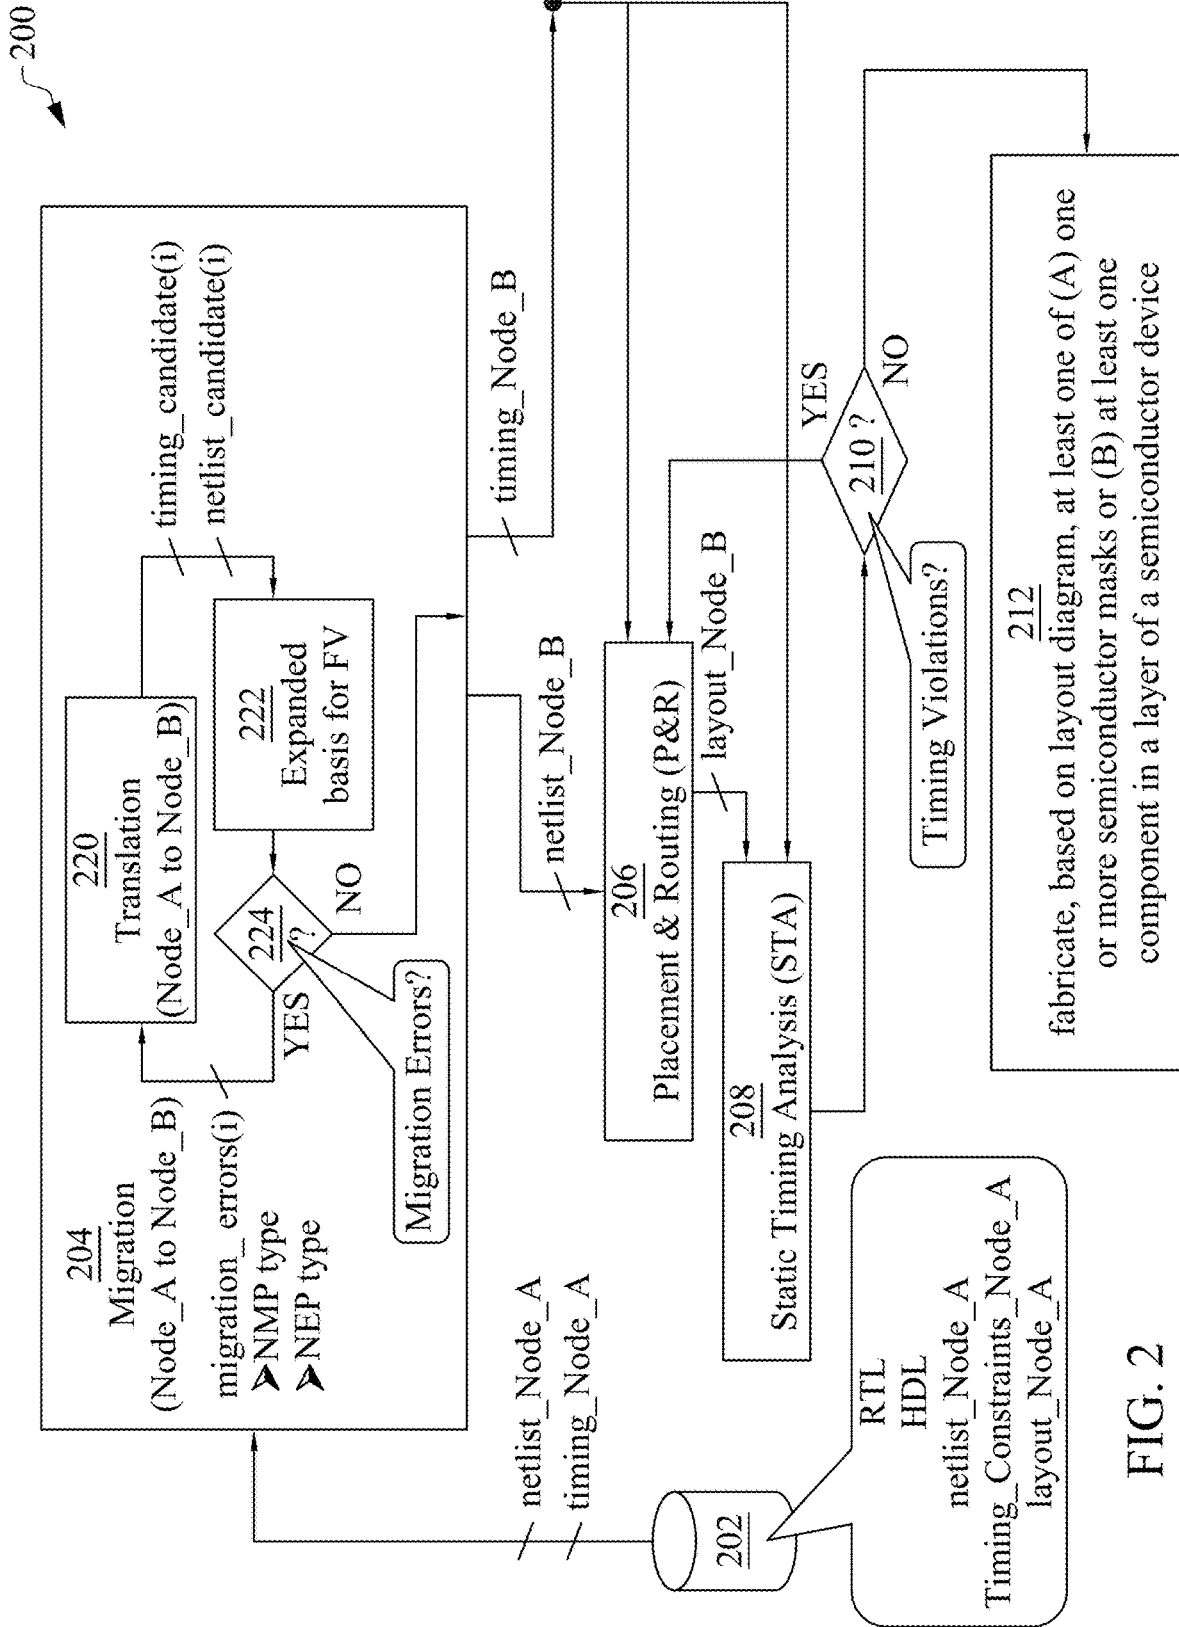 200
204
Migration
(Node_A to Node_B)
migration_errors(i)
➤NMP type
➤NEP type
220
Translation
(Node_A to Node_B)
timing_candidate(i)
netlist_candidate(i)
222
Expanded
basis for FV
224
?
YES
NO
Migration Errors?
netlist_Node_A
timing_Node_A
netlist_Node_B
timing_Node_B
202
RTL
HDL
netlist_Node_A
Timing_Constraints_Node_A
layout_Node_A
206
Placement & Routing (P&R)
layout_Node_B
208
Static Timing Analysis (STA)
210 ?
YES
NO
Timing Violations?
212
fabricate, based on layout diagram, at least one of (A) one
or more semiconductor masks or (B) at least one
component in a layer of a semiconductor device
FIG. 2